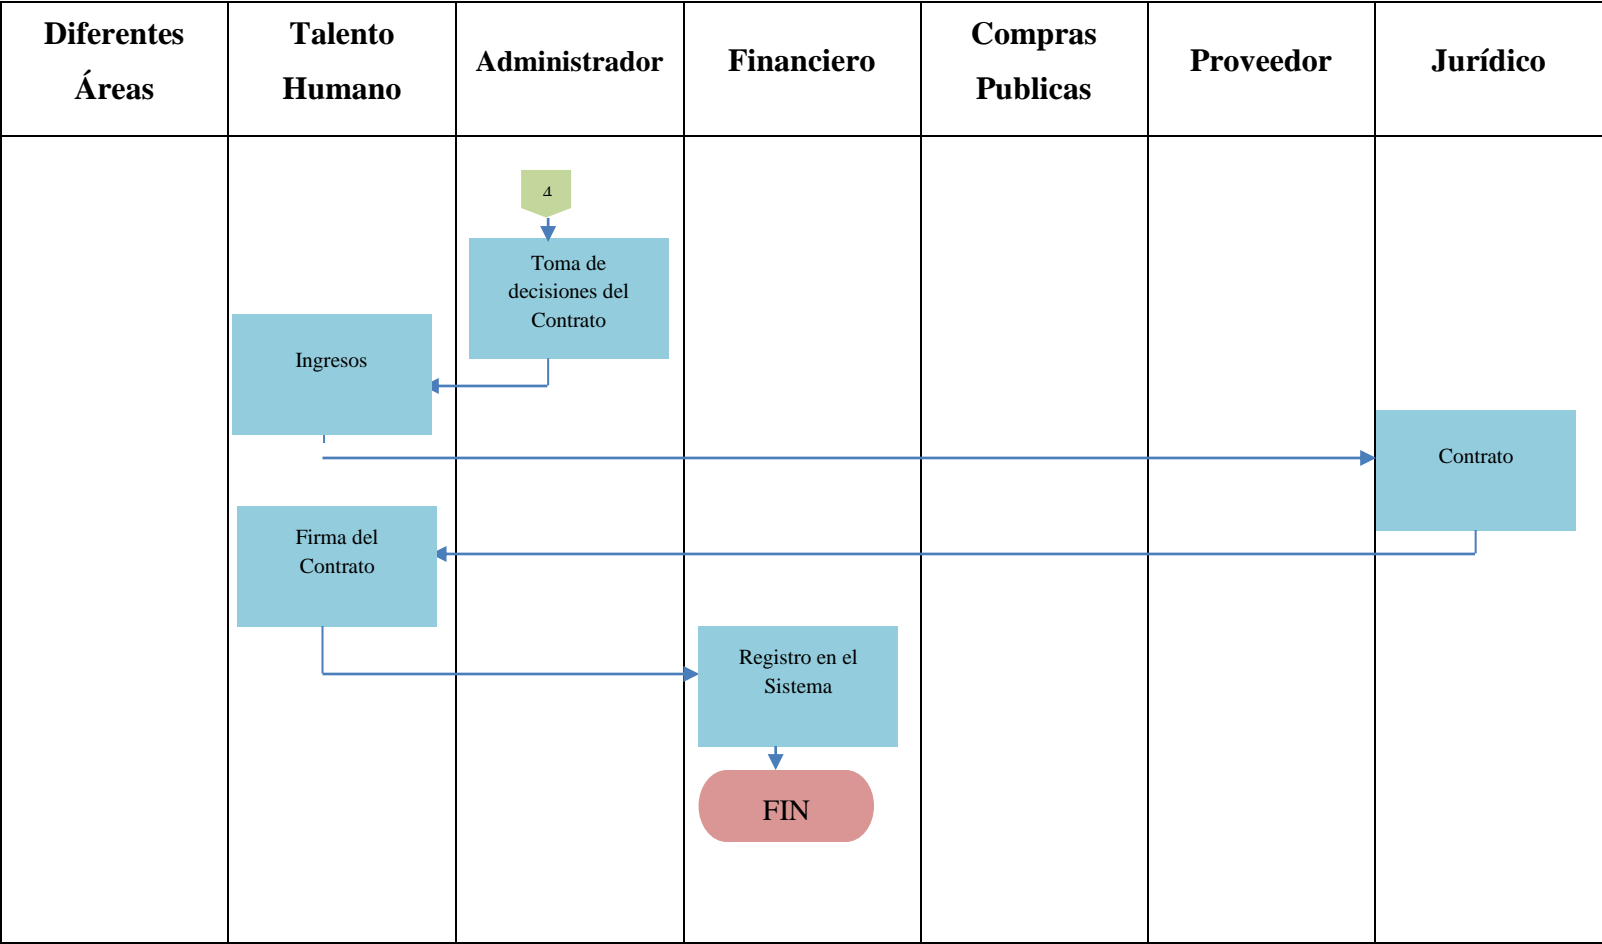 Diferentes
Áreas
Talento
Humano
Administrador
Financiero
Compras
Publicas
Proveedor
Jurídico
4
Toma de
decisiones del
Contrato
Ingresos
Contrato
Firma del
Contrato
Registro en el
Sistema
FIN